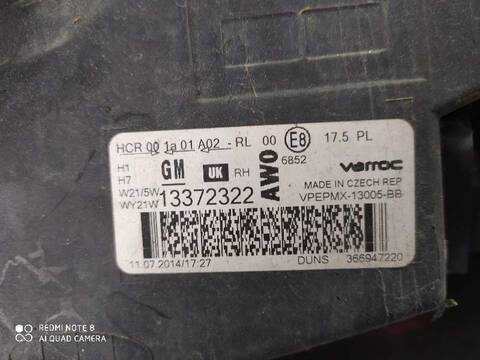 HCR 00 1a 01 A02 - RL 00 E8 17.5 PL
6852
H1
H7
GM UK RH
AWO
varroc
MADE IN CZECH REP
W21/5W
WY21W
13372322
VPEPMX-13005-BB
11.07.2014/17:27
DUNS 366947220
REDMI NOTE 8
AI QUAD CAMERA